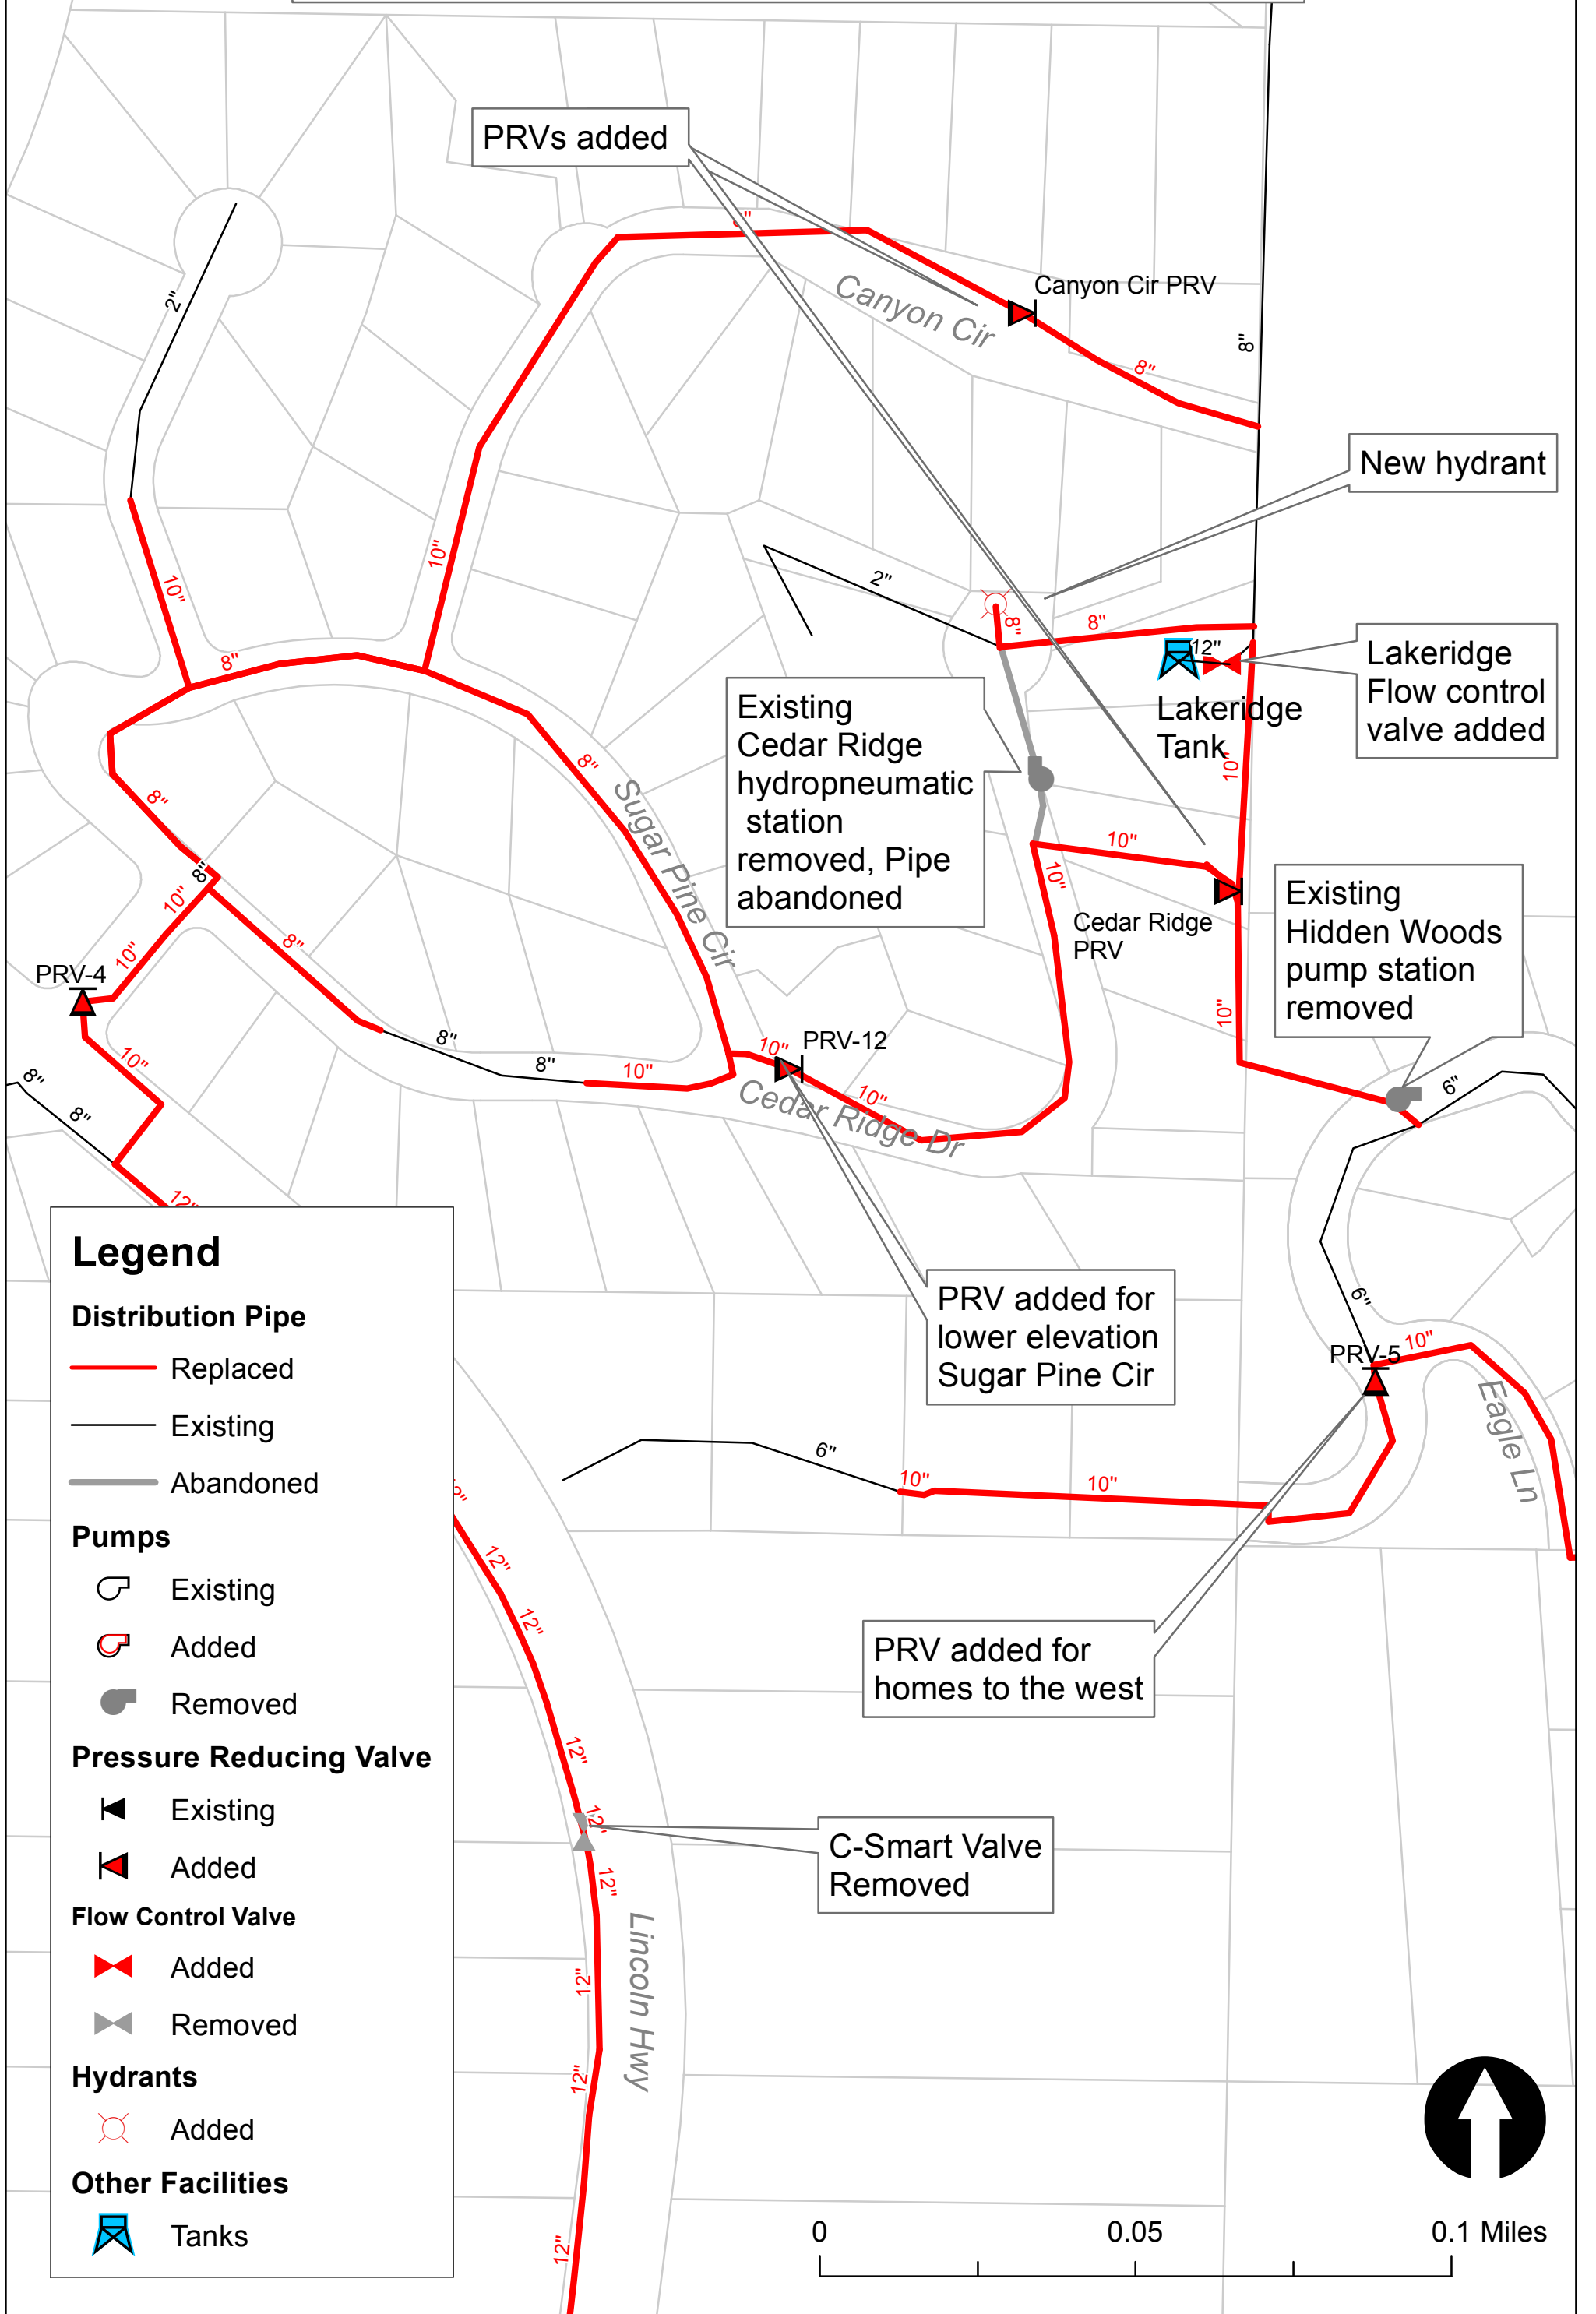 PRVs added
8"
Canyon Cir PRV
Canyon Cir
2"
8"
8"
New hydrant
10"
10"
2"
8"
8"
12"
Lakeridge
Flow control
valve added
8"
Lakeridge
Tank
10"
Existing
Cedar Ridge
hydropneumatic
station
removed, Pipe
abandoned
8"
Sugar Pine Cir
8"
8"
10"
10"
10"
Cedar Ridge
PRV
Existing
Hidden Woods
pump station
removed
10"
8"
10"
PRV-4
10"
8"
8"
10"
10"
PRV-12
10"
Cedar Ridge Dr
6"
8"
8"
12"
PRV added for
lower elevation
Sugar Pine Cir
6"
PRV-5
10"
Eagle Ln
6"
10"
10"
PRV added for
homes to the west
12"
12"
12"
12"
12"
12"
C-Smart Valve
Removed
Lincoln Hwy
12"
12"
12"
Legend
Distribution Pipe
Replaced
Existing
Abandoned
Pumps
Existing
Added
Removed
Pressure Reducing Valve
Existing
Added
Flow Control Valve
Added
Removed
Hydrants
Added
Other Facilities
Tanks
0 0.05 0.1 Miles